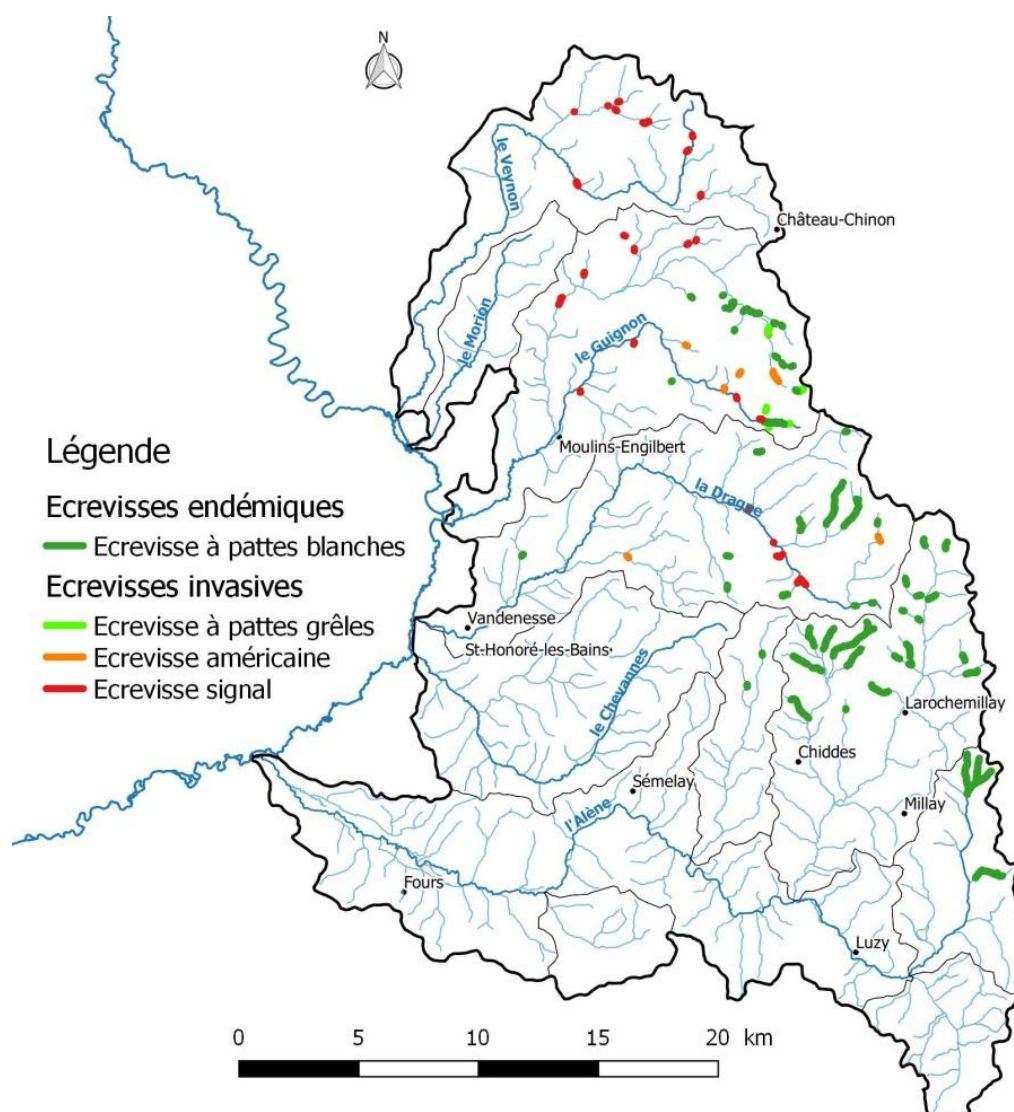 N
le Veynon
Château-Chinon
le Morion
le Guignon
Moulins-Engilbert
la Dragne
Légende
Ecrevisses endémiques
Ecrevisse à pattes blanches
Ecrevisses invasives
Ecrevisse à pattes grêles
Ecrevisse américaine
Ecrevisse signal
Vandenesse
St-Honoré-les-Bains
le Chevannes
Larochemillay
Chiddes
Sémelay
Millay
l'Alène
Fours
Luzy
0 5 10 15 20 km